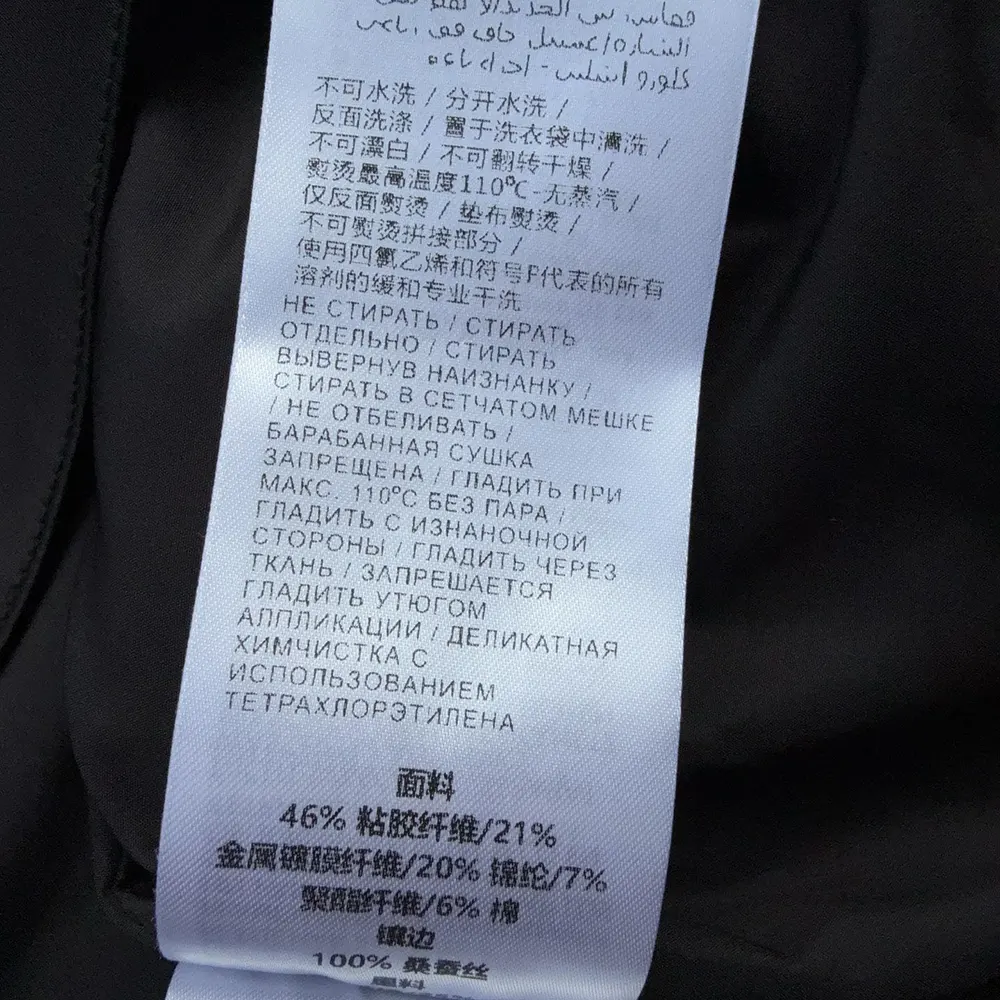 不可水洗 / 分开水洗 /
反面洗涤 / 置于洗衣袋中清洗 /
不可漂白 / 不可翻转干燥 /
熨烫最高温度110℃-无蒸汽 /
仅反面熨烫 / 垫布熨烫 /
不可熨烫拼接部分 /
使用四氯乙烯和符号F代表的所有
溶剂的缓和专业干洗
НЕ СТИРАТЬ / СТИРАТЬ
ОТДЕЛЬНО / СТИРАТЬ
ВЫВЕРНУВ НАИЗНАНКУ /
СТИРАТЬ В СЕТЧАТОМ МЕШКЕ
/ НЕ ОТБЕЛИВАТЬ /
БАРАБАННАЯ СУШКА
ЗАПРЕЩЕНА / ГЛАДИТЬ ПРИ
МАКС. 110°C БЕЗ ПАРА /
ГЛАДИТЬ С ИЗНАНОЧНОЙ
СТОРОНЫ / ГЛАДИТЬ ЧЕРЕЗ
ТКАНЬ / ЗАПРЕШАЕТСЯ
ГЛАДИТЬ УТЮГОМ
АППЛИКАЦИИ / ДЕЛИКАТНАЯ
ХИМЧИСТКА С
ИСПОЛЬЗОВАНИЕМ
ТЕТРАХЛОРЭТИЛЕНА
面料
46% 粘胶纤维/21%
金属镀膜纤维/20% 锦纶/7%
聚酯纤维/6% 棉
镶边
100% 桑蚕丝